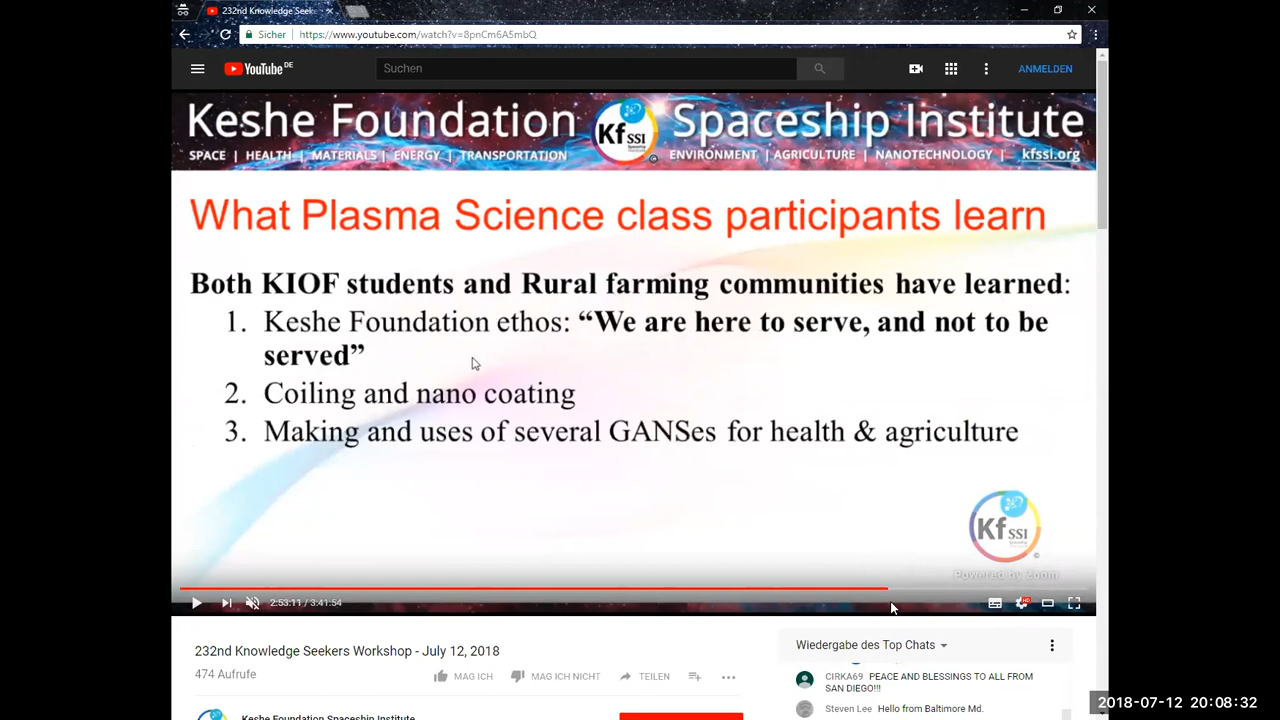 232nd Knowledge Seek
Sicher https://www.youtube.com/watch?v=8pnCm6A5mbQ
YouTube DE
Suchen
ANMELDEN
Keshe Foundation Kf SSI Spaceship Institute
SPACE | HEALTH | MATERIALS | ENERGY | TRANSPORTATION
ENVIRONMENT | AGRICULTURE | NANOTECHNOLOGY | kfssi.org
What Plasma Science class participants learn
Both KIOF students and Rural farming communities have learned:
1. Keshe Foundation ethos: “We are here to serve, and not to be
served”
2. Coiling and nano coating
3. Making and uses of several GANSes for health & agriculture
Kf SSI
Powered by Zoom
2:53:11 / 3:41:54
HD
232nd Knowledge Seekers Workshop - July 12, 2018
474 Aufrufe
MAG ICH MAG ICH NICHT TEILEN
Keshe Foundation Spaceship Institute
Wiedergabe des Top Chats
CIRKA69 PEACE AND BLESSINGS TO ALL FROM
SAN DIEGO!!!
Steven Lee Hello from Baltimore Md.
2018-07-12 20:08:32